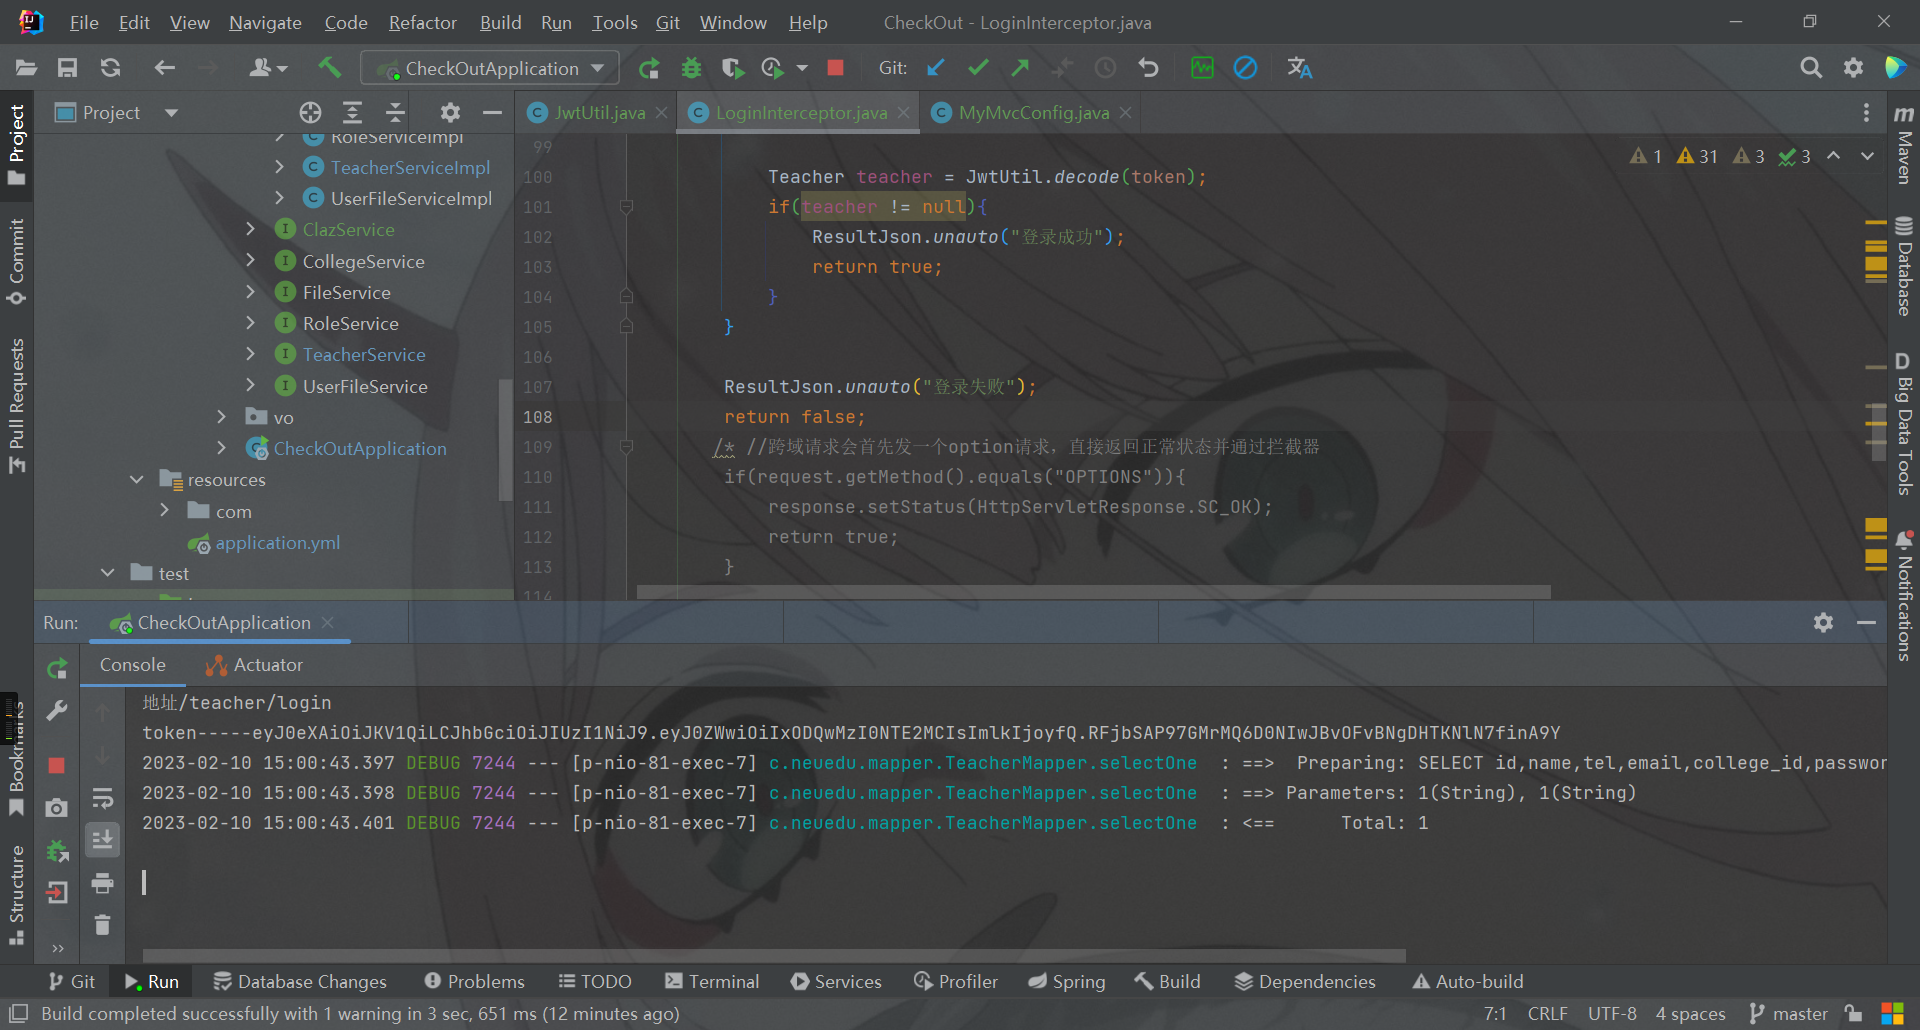 File Edit View Navigate Code Refactor Build Run Tools Git Window Help CheckOut - LoginInterceptor.java
CheckOutApplication Git:
Project
JwtUtil.java LoginInterceptor.java MyMvcConfig.java
RoleServiceImpl
TeacherServiceImpl
UserFileServiceImpl
ClazService
CollegeService
FileService
RoleService
TeacherService
UserFileService
vo
CheckOutApplication
resources
com
application.yml
test
1 31 3 3
99
100 Teacher teacher = JwtUtil.decode(token);
101 if(teacher != null){
102 ResultJson.unauto("登录成功");
103 return true;
104 }
105 }
106
107 ResultJson.unauto("登录失败");
108 return false;
109 /* //跨域请求会首先发一个option请求，直接返回正常状态并通过拦截器
110 if(request.getMethod().equals("OPTIONS")){
111 response.setStatus(HttpServletResponse.SC_OK);
112 return true;
113 }
114
Project
Commit
Pull Requests
Bookmarks
Structure
Maven
Database
Big Data Tools
Notifications
Run: CheckOutApplication
Console Actuator
地址/teacher/login
token-----eyJ0eXAiOiJKV1QiLCJhbGciOiJIUzI1NiJ9.eyJ0ZWwiOiIxODQwMzI0NTE2MCIsImlkIjoyfQ.RFjbSAP97GMrMQ6D0NIwJBvOFvBNgDHTKNlN7finA9Y
2023-02-10 15:00:43.397 DEBUG 7244 --- [p-nio-81-exec-7] c.neuedu.mapper.TeacherMapper.selectOne : ==> Preparing: SELECT id,name,tel,email,college_id,passwor
2023-02-10 15:00:43.398 DEBUG 7244 --- [p-nio-81-exec-7] c.neuedu.mapper.TeacherMapper.selectOne : ==> Parameters: 1(String), 1(String)
2023-02-10 15:00:43.401 DEBUG 7244 --- [p-nio-81-exec-7] c.neuedu.mapper.TeacherMapper.selectOne : <== Total: 1
Git Run Database Changes Problems TODO Terminal Services Profiler Spring Build Dependencies Auto-build
Build completed successfully with 1 warning in 3 sec, 651 ms (12 minutes ago) 7:1 CRLF UTF-8 4 spaces master